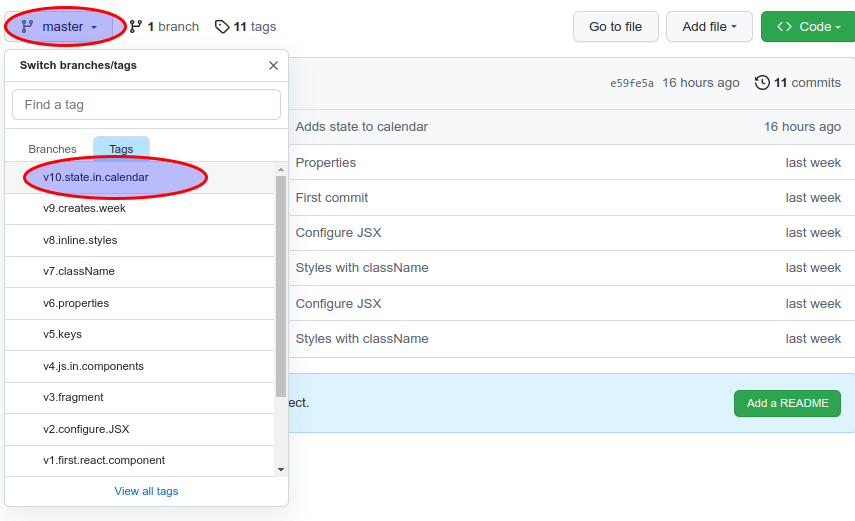 master 1 branch 11 tags Go to file Add file Code
Switch branches/tags
Find a tag
e59fe5a 16 hours ago 11 commits
Adds state to calendar 16 hours ago
Branches Tags
Properties last week
v10.state.in.calendar
First commit last week
v9.creates.week
Configure JSX last week
v8.inline.styles
Styles with className last week
v7.className
Configure JSX last week
v6.properties
Styles with className last week
v5.keys
v4.js.in.components
v3.fragment
ect. Add a README
v2.configure.JSX
v1.first.react.component
View all tags